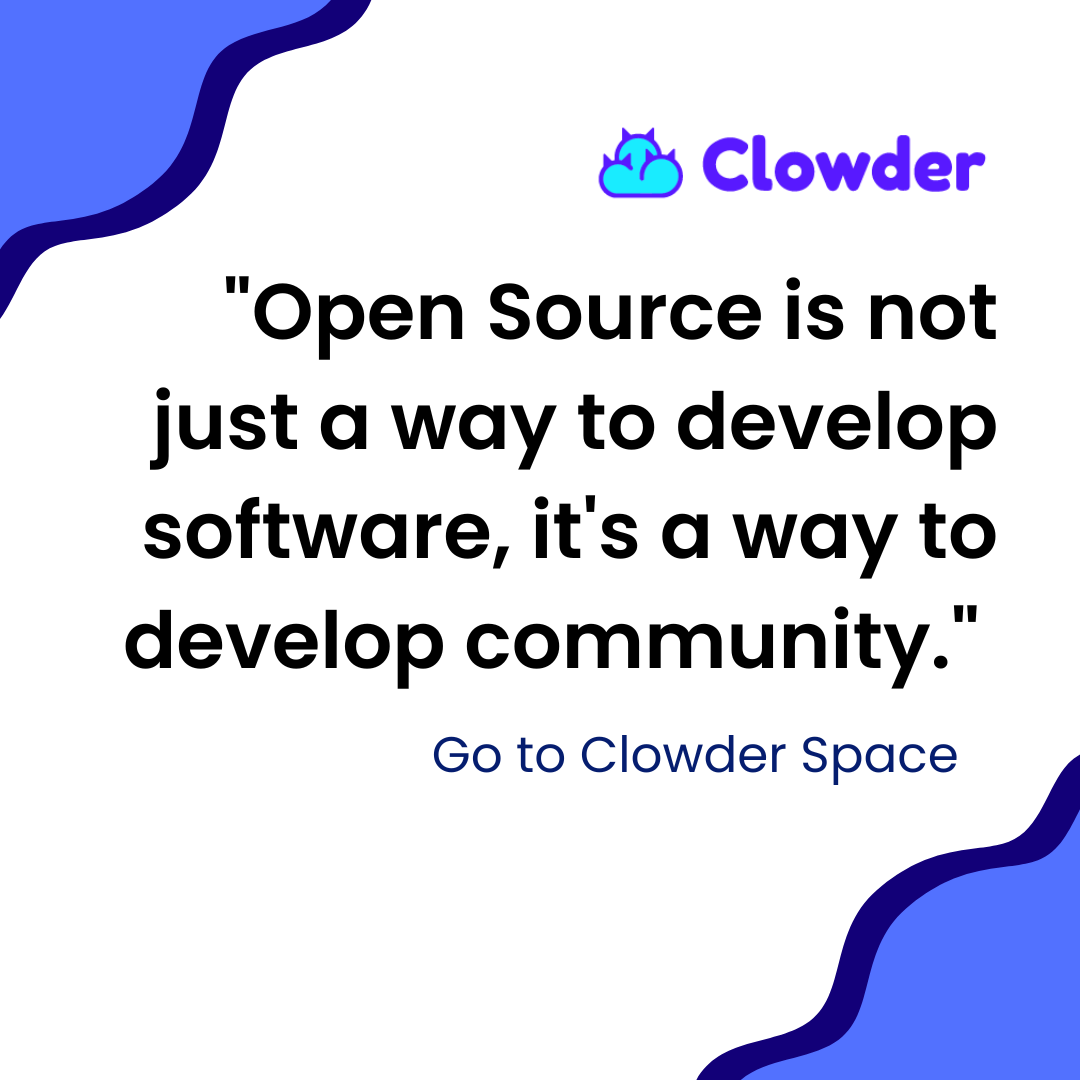 Clowder
"Open Source is not
just a way to develop
software, it's a way to
develop community."
Go to Clowder Space